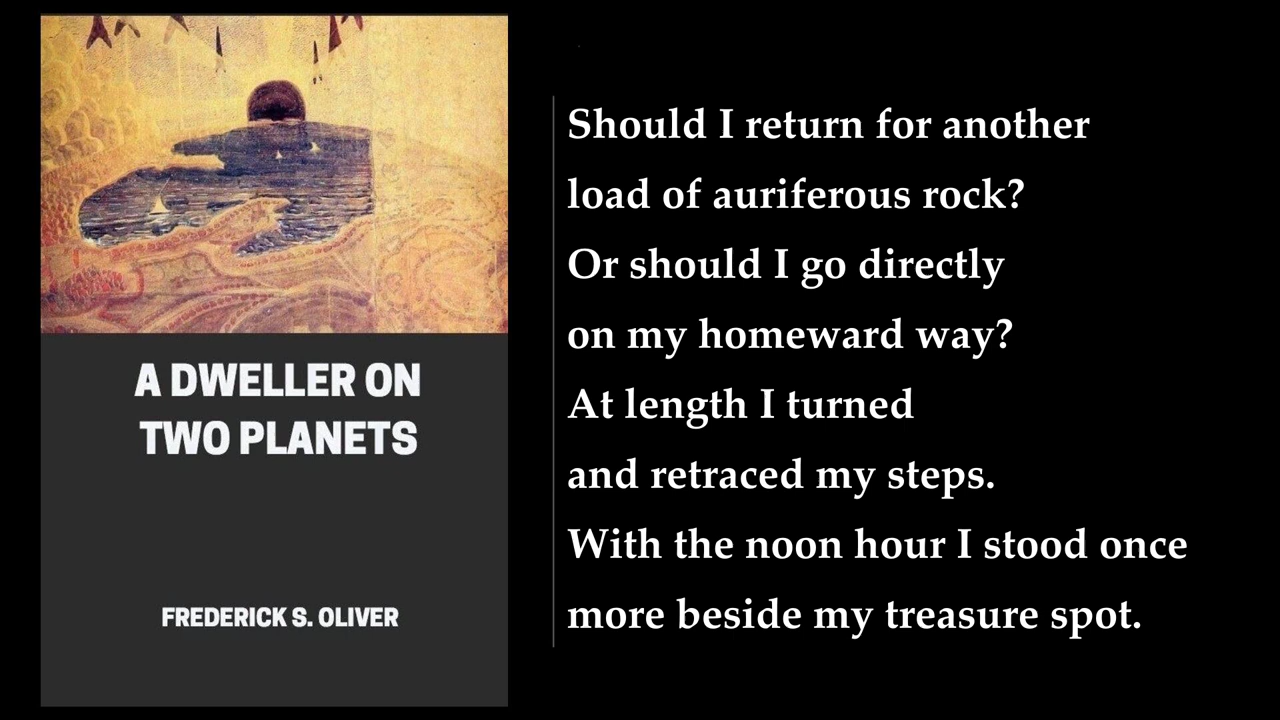 A DWELLER ON
TWO PLANETS
FREDERICK S. OLIVER
Should I return for another
load of auriferous rock?
Or should I go directly
on my homeward way?
At length I turned
and retraced my steps.
With the noon hour I stood once
more beside my treasure spot.